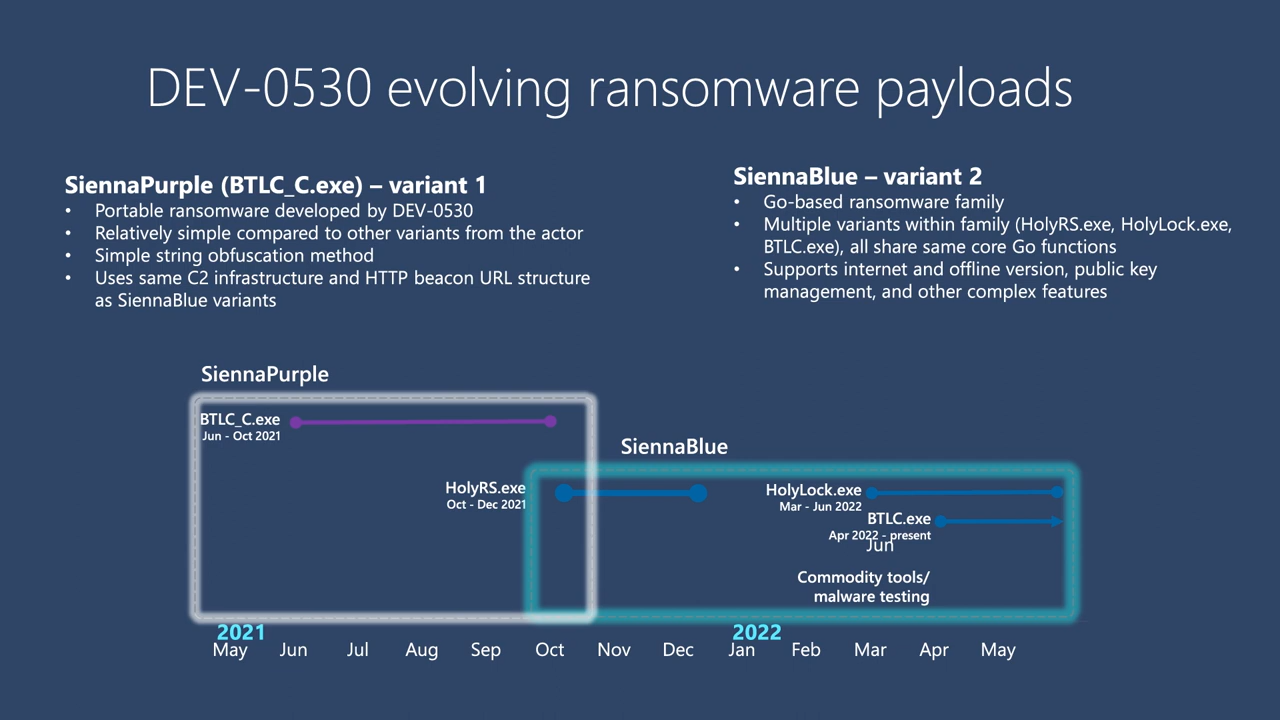 DEV-0530 evolving ransomware payloads
SiennaPurple (BTLC_C.exe) – variant 1
• Portable ransomware developed by DEV-0530
• Relatively simple compared to other variants from the actor
• Simple string obfuscation method
• Uses same C2 infrastructure and HTTP beacon URL structure
as SiennaBlue variants
SiennaBlue – variant 2
• Go-based ransomware family
• Multiple variants within family (HolyRS.exe, HolyLock.exe,
BTLC.exe), all share same core Go functions
• Supports internet and offline version, public key
management, and other complex features
SiennaPurple
BTLC_C.exe
Jun - Oct 2021
SiennaBlue
HolyRS.exe
Oct - Dec 2021
HolyLock.exe
Mar - Jun 2022
BTLC.exe
Apr 2022 - present
Jun
Commodity tools/
malware testing
2021 2022
May Jun Jul Aug Sep Oct Nov Dec Jan Feb Mar Apr May